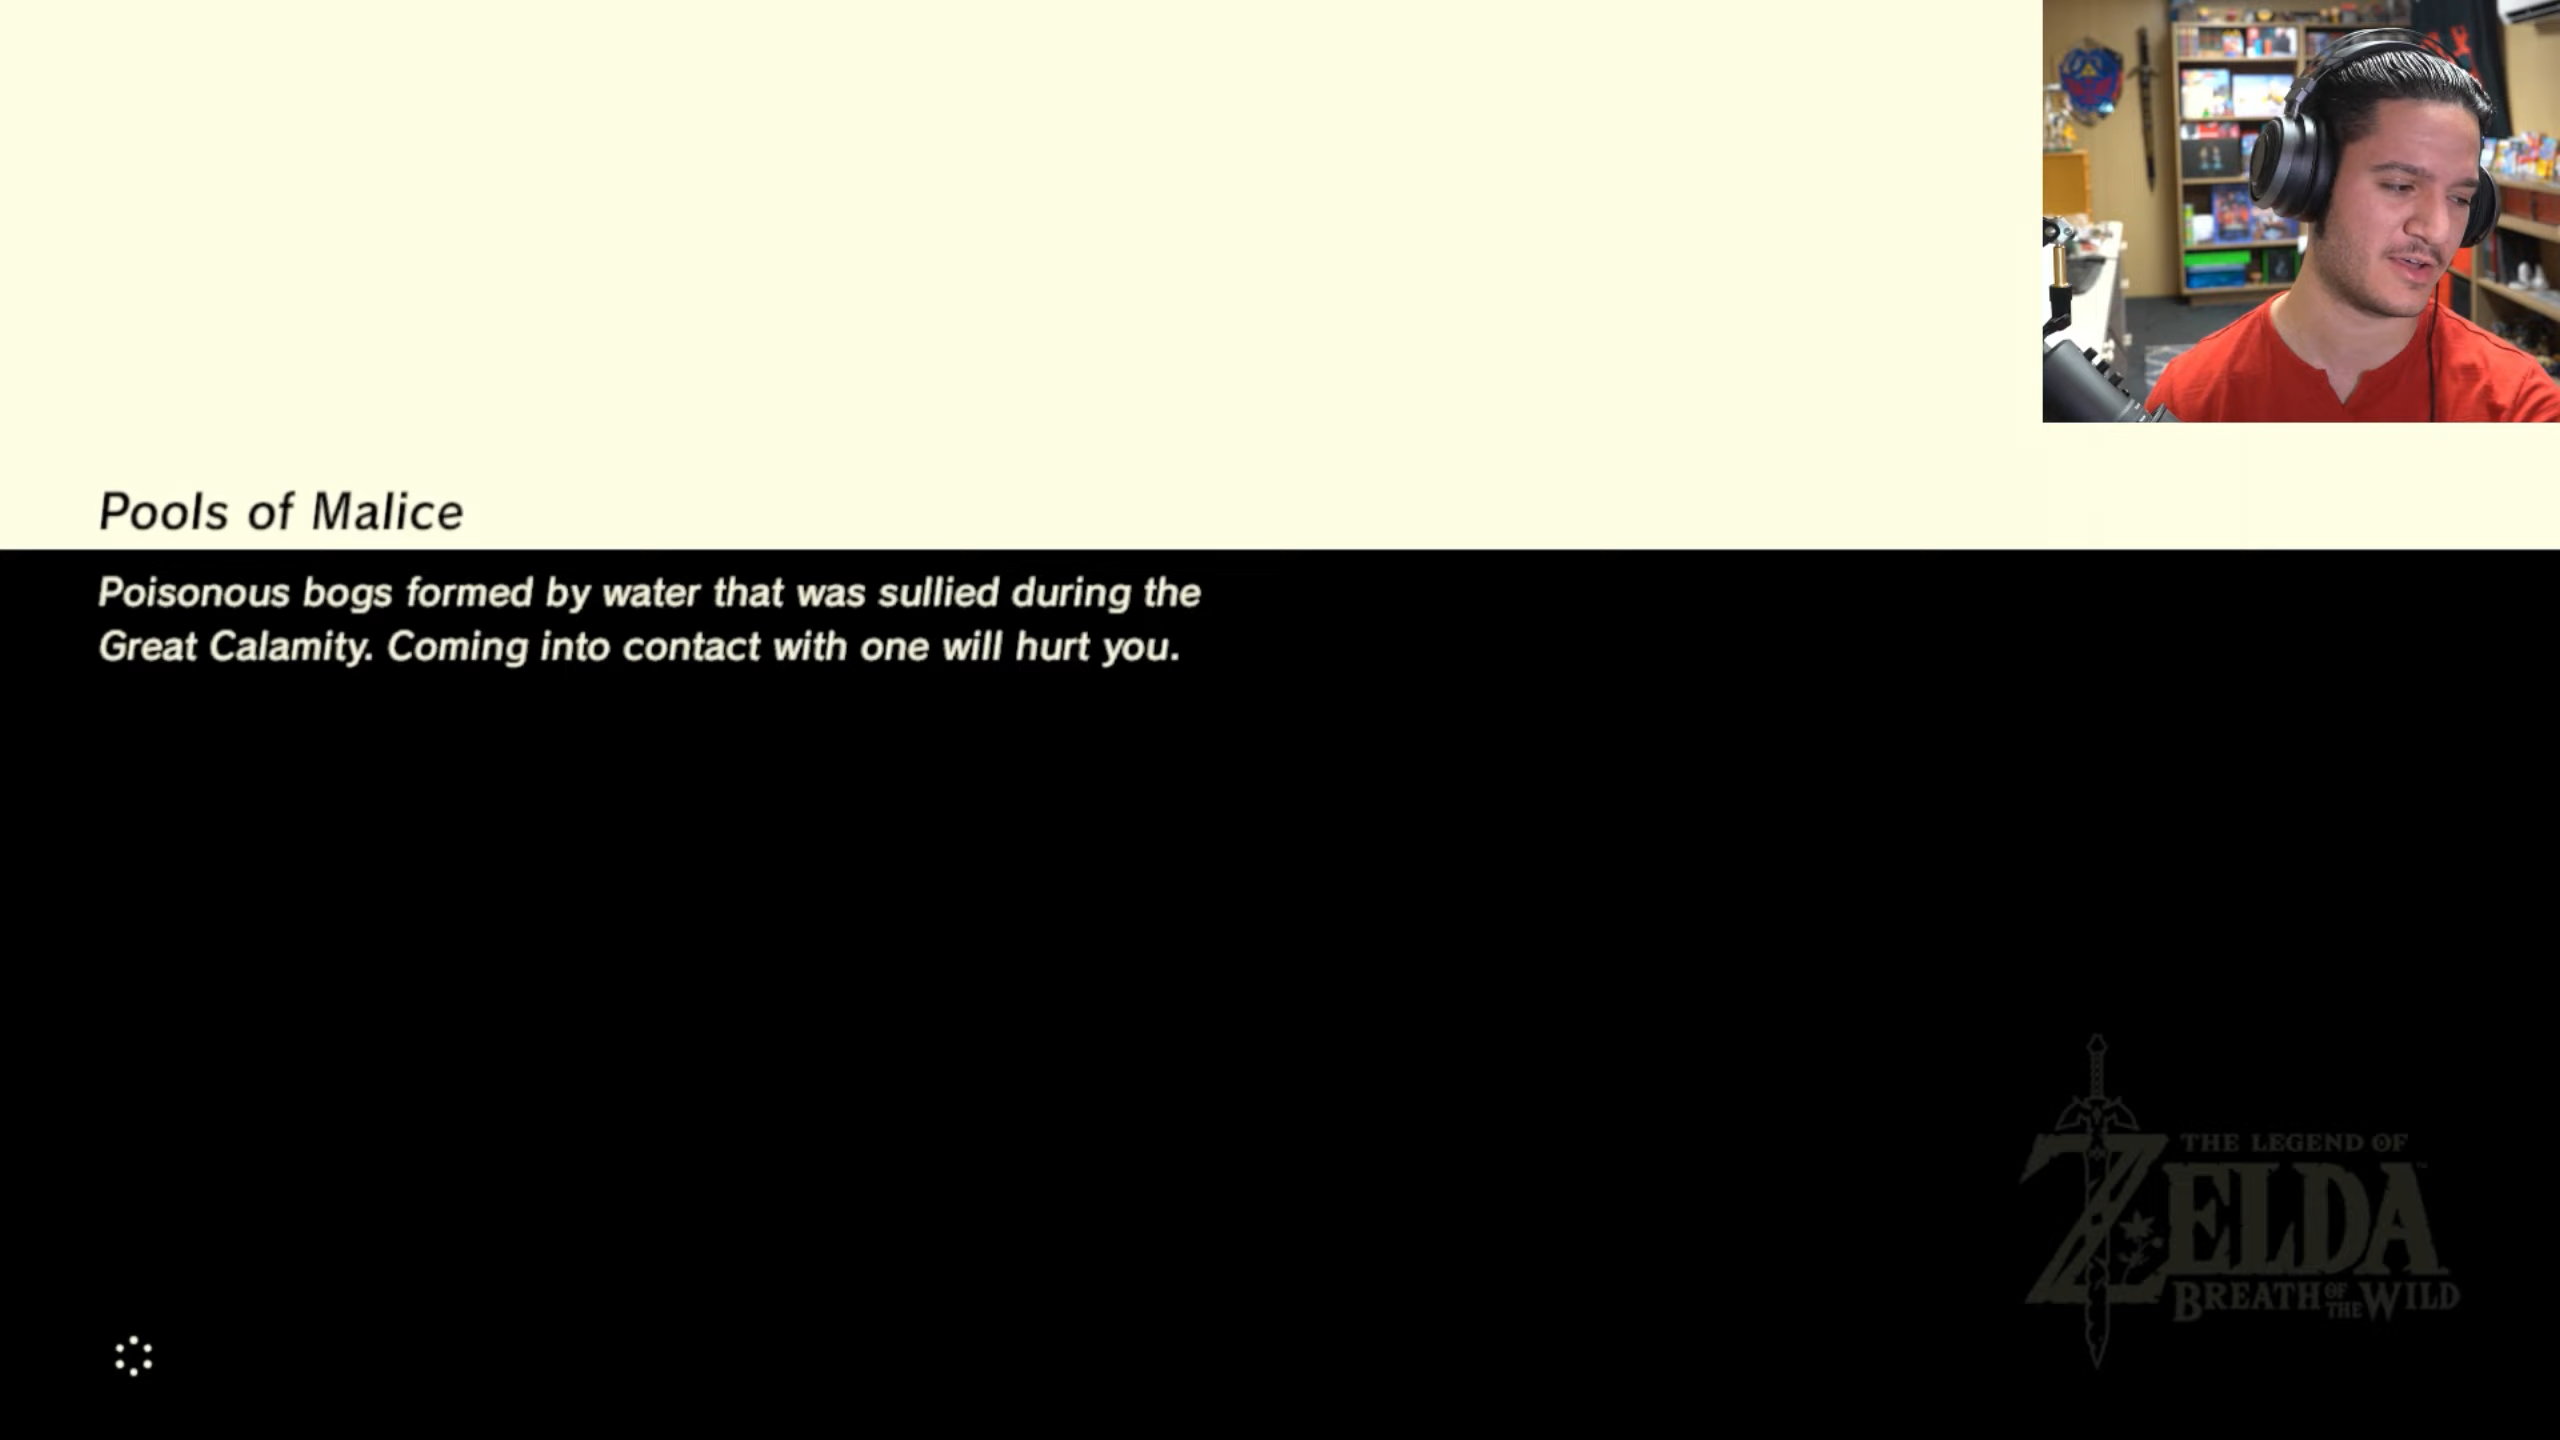 Pools of Malice
Poisonous bogs formed by water that was sullied during the
Great Calamity. Coming into contact with one will hurt you.
THE LEGEND OF
ZELDA
BREATH OF THE WILD